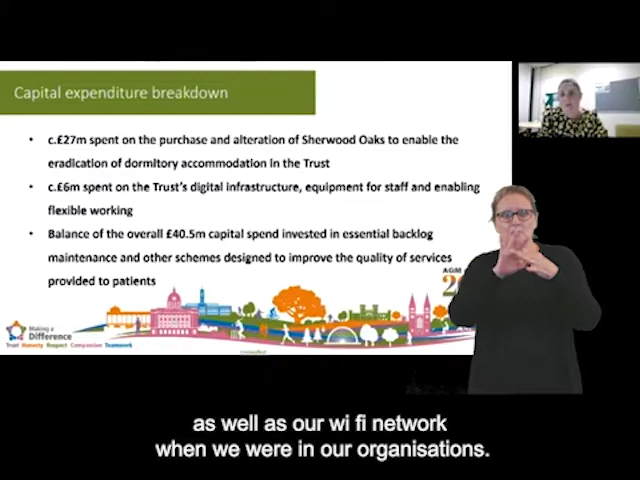 Capital expenditure breakdown
• c.£27m spent on the purchase and alteration of Sherwood Oaks to enable the
eradication of dormitory accommodation in the Trust
• c.£6m spent on the Trust's digital infrastructure, equipment for staff and enabling
flexible working
• Balance of the overall £40.5m capital spend invested in essential backlog
maintenance and other schemes designed to improve the quality of services
provided to patients
AGM
Making a
Difference
Trust Honesty Respect Compassion Teamwork
as well as our wi fi network
when we were in our organisations.